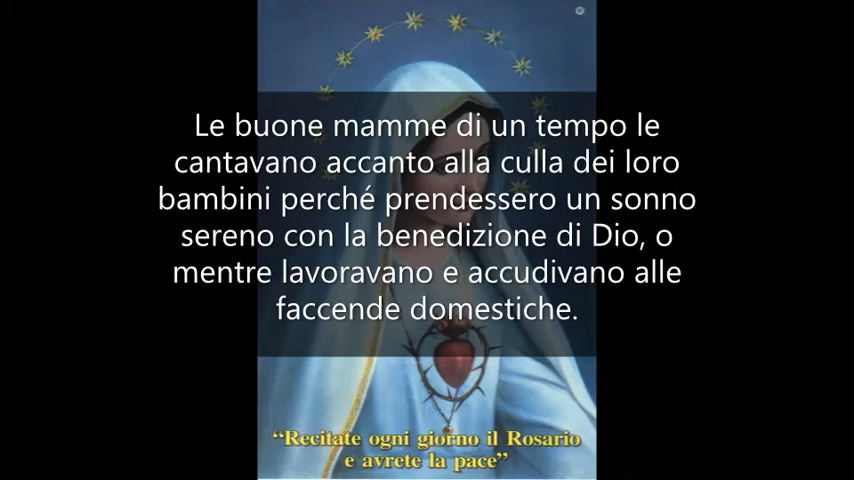 Le buone mamme di un tempo le
cantavano accanto alla culla dei loro
bambini perché prendessero un sonno
sereno con la benedizione di Dio, o
mentre lavoravano e accudivano alle
faccende domestiche.
“Recitate ogni giorno il Rosario
e avrete la pace”